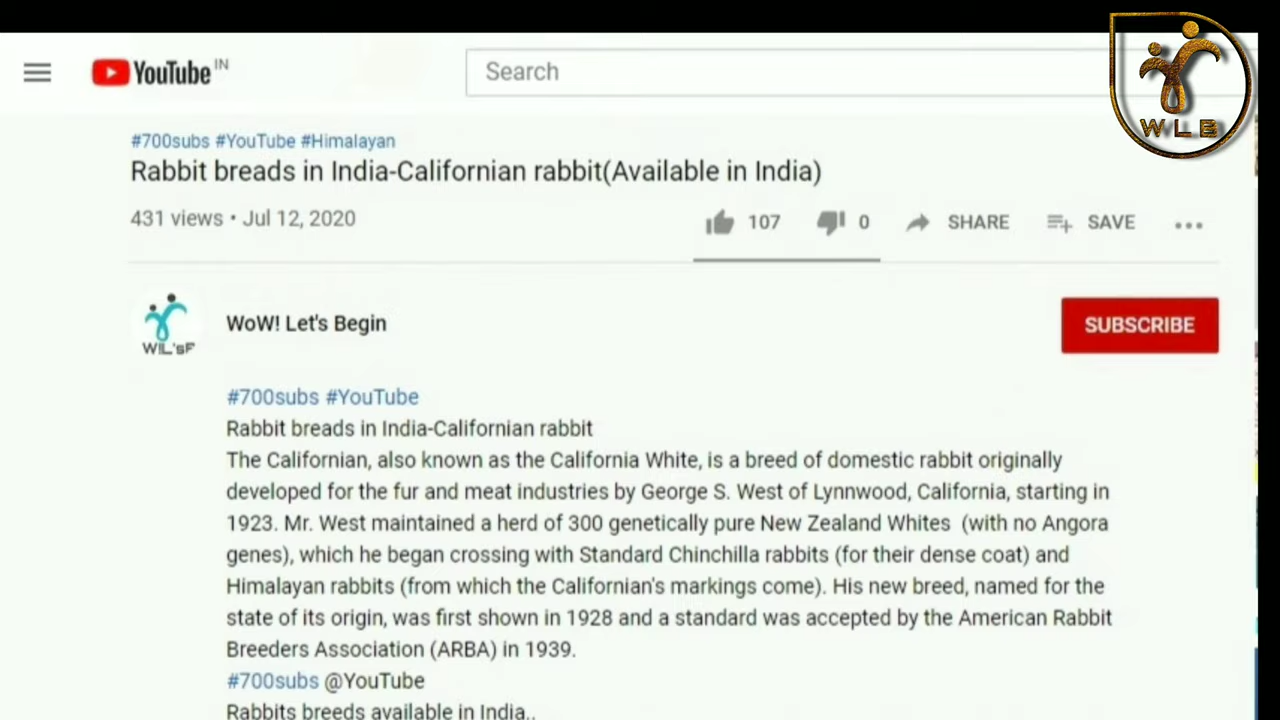 YouTube IN
Search
WLB
#700subs #YouTube #Himalayan
Rabbit breads in India-Californian rabbit(Available in India)
431 views • Jul 12, 2020
107
0
SHARE
SAVE
WoW! Let's Begin
WIL'sF
SUBSCRIBE
#700subs #YouTube
Rabbit breads in India-Californian rabbit
The Californian, also known as the California White, is a breed of domestic rabbit originally
developed for the fur and meat industries by George S. West of Lynnwood, California, starting in
1923. Mr. West maintained a herd of 300 genetically pure New Zealand Whites (with no Angora
genes), which he began crossing with Standard Chinchilla rabbits (for their dense coat) and
Himalayan rabbits (from which the Californian's markings come). His new breed, named for the
state of its origin, was first shown in 1928 and a standard was accepted by the American Rabbit
Breeders Association (ARBA) in 1939.
#700subs @YouTube
Rabbits breeds available in India..